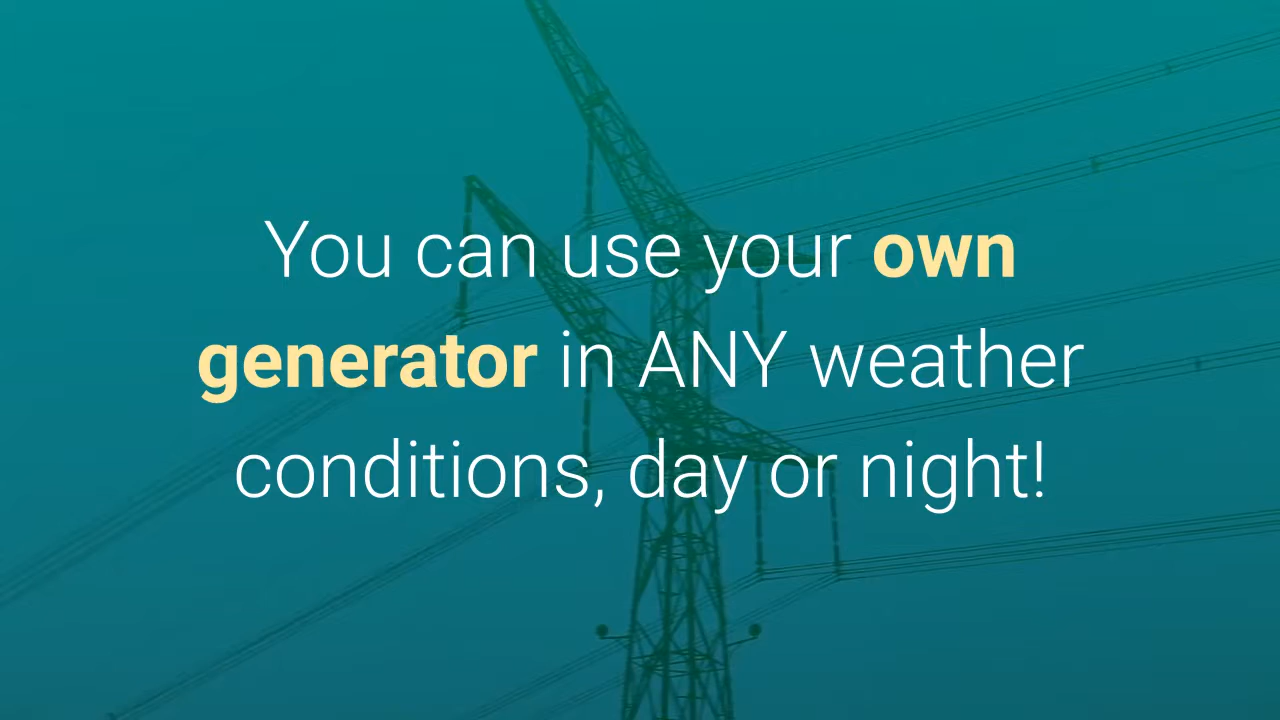 You can use your own
generator in ANY weather
conditions, day or night!